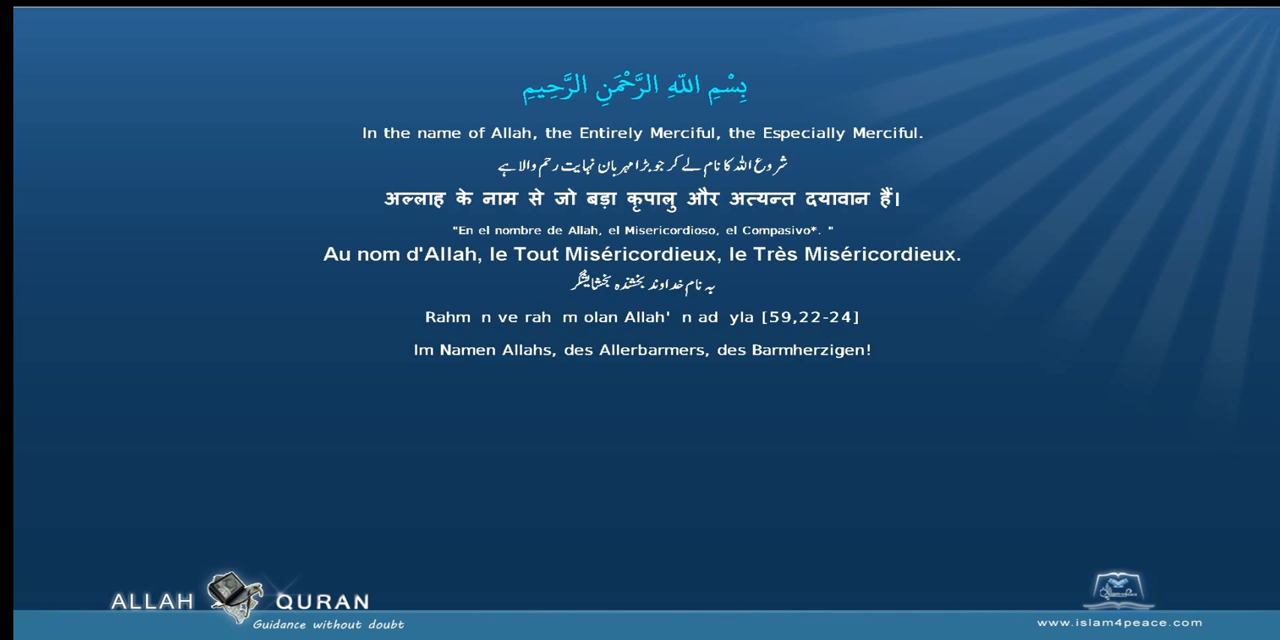 بِسْمِ اللّهِ الرَّحْمَنِ الرَّحِيمِ
In the name of Allah, the Entirely Merciful, the Especially Merciful.
شروع الله کا نام لے کر جو بڑا مہربان نہایت رحم والا ہے
अल्लाह के नाम से जो बड़ा कृपालु और अत्यन्त दयावान हैं।
"En el nombre de Allah, el Misericordioso, el Compasivo*. "
Au nom d'Allah, le Tout Miséricordieux, le Très Miséricordieux.
به نام خداوند بخشنده بخشایشگر
Rahm n ve rah m olan Allah' n ad yla [59,22-24]
Im Namen Allahs, des Allerbarmers, des Barmherzigen!
ALLAH QURAN
Guidance without doubt
www.islam4peace.com